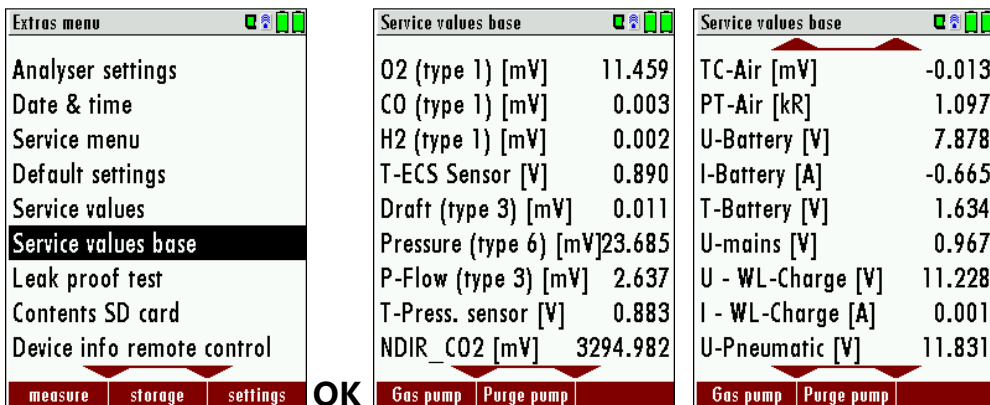 Extras menu
Analyser settings
Date & time
Service menu
Default settings
Service values
Service values base
Leak proof test
Contents SD card
Device info remote control
measure storage settings
OK
Service values base
O2 (type 1) [mV] 11.459
CO (type 1) [mV] 0.003
H2 (type 1) [mV] 0.002
T-ECS Sensor [V] 0.890
Draft (type 3) [mV] 0.011
Pressure (type 6) [mV]23.685
P-Flow (type 3) [mV] 2.637
T-Press. sensor [V] 0.883
NDIR_CO2 [mV] 3294.982
Gas pump Purge pump
Service values base
TC-Air [mV] -0.013
PT-Air [kR] 1.097
U-Battery [V] 7.878
I-Battery [A] -0.665
T-Battery [V] 1.634
U-mains [V] 0.967
U - WL-Charge [V] 11.228
I - WL-Charge [A] 0.001
U-Pneumatic [V] 11.831
Gas pump Purge pump